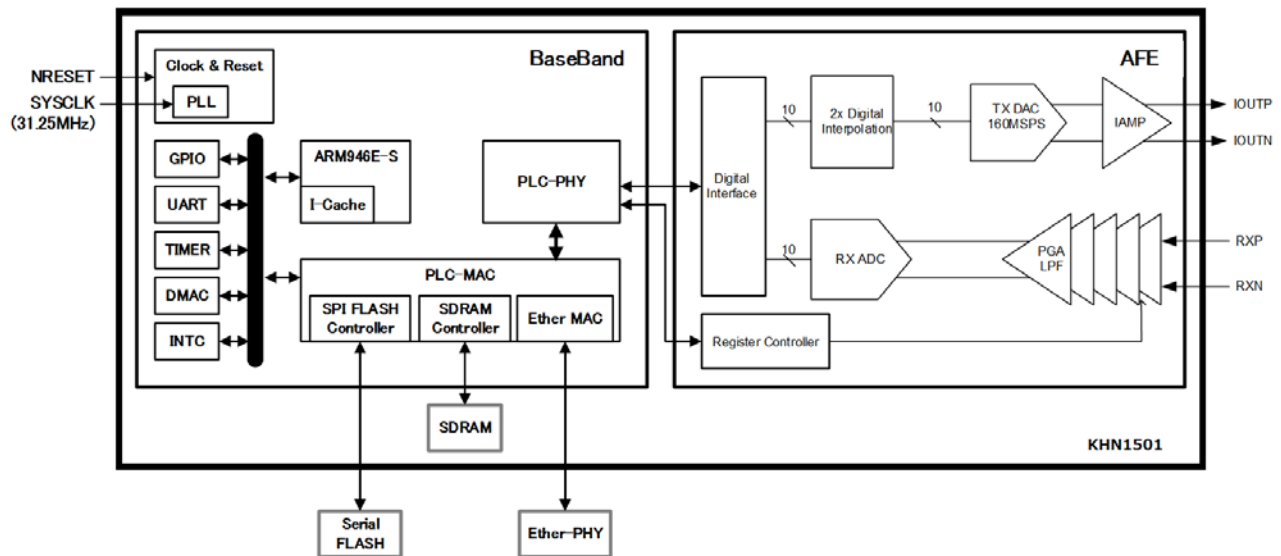 BaseBand
AFE
Clock & Reset
NRESET
SYSCLK
(31.25MHz)
PLL
GPIO
UART
TIMER
DMAC
INTC
ARM946E-S
I-Cache
PLC-PHY
PLC-MAC
SPI FLASH
Controller
SDRAM
Controller
Ether MAC
SDRAM
Serial
FLASH
Ether-PHY
Digital
Interface
10
2x Digital
Interpolation
10
TX DAC
160MSPS
IAMP
IOUTP
IOUTN
10
RX ADC
PGA
LPF
RXP
RXN
Register Controller
KHN1501